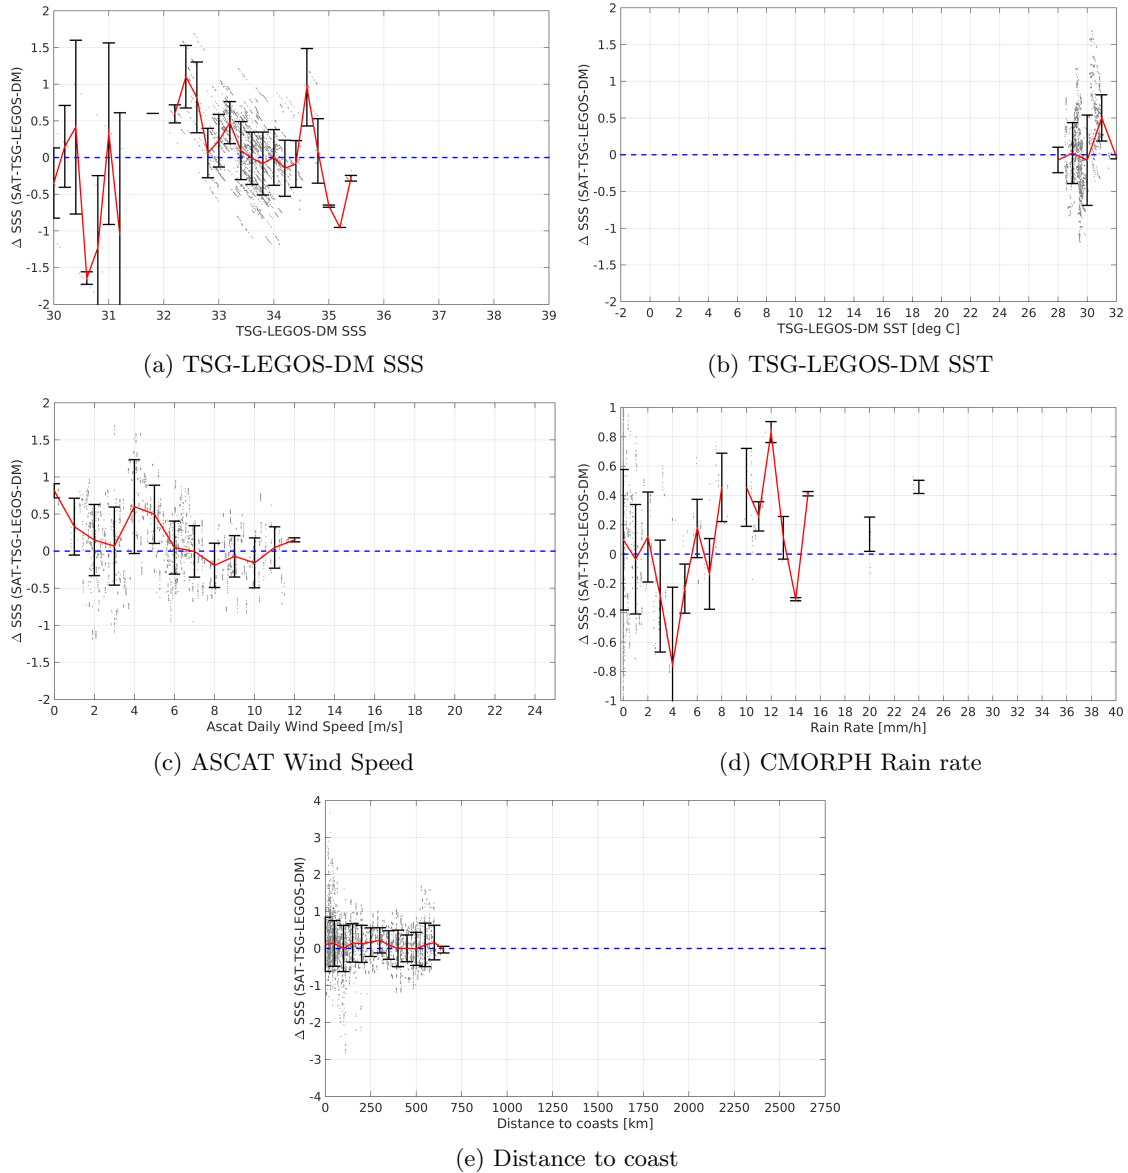 Δ SSS (SAT-TSG-LEGOS-DM)
2
1.5
1
0.5
0
-0.5
-1
-1.5
-2
30 31 32 33 34 35 36 37 38 39
TSG-LEGOS-DM SSS
(a) TSG-LEGOS-DM SSS
Δ SSS (SAT-TSG-LEGOS-DM)
2
1.5
1
0.5
0
-0.5
-1
-1.5
-2
-2 0 2 4 6 8 10 12 14 16 18 20 22 24 26 28 30 32
TSG-LEGOS-DM SST [deg C]
(b) TSG-LEGOS-DM SST
Δ SSS (SAT-TSG-LEGOS-DM)
2
1.5
1
0.5
0
-0.5
-1
-1.5
-2
0 2 4 6 8 10 12 14 16 18 20 22 24
Ascat Daily Wind Speed [m/s]
(c) ASCAT Wind Speed
Δ SSS (SAT-TSG-LEGOS-DM)
1
0.8
0.6
0.4
0.2
0
-0.2
-0.4
-0.6
-0.8
-1
0 2 4 6 8 10 12 14 16 18 20 22 24 26 28 30 32 34 36 38 40
Rain Rate [mm/h]
(d) CMORPH Rain rate
Δ SSS (SAT-TSG-LEGOS-DM)
4
3
2
1
0
-1
-2
-3
-4
0 250 500 750 1000 1250 1500 1750 2000 2250 2500 2750
Distance to coasts [km]
(e) Distance to coast